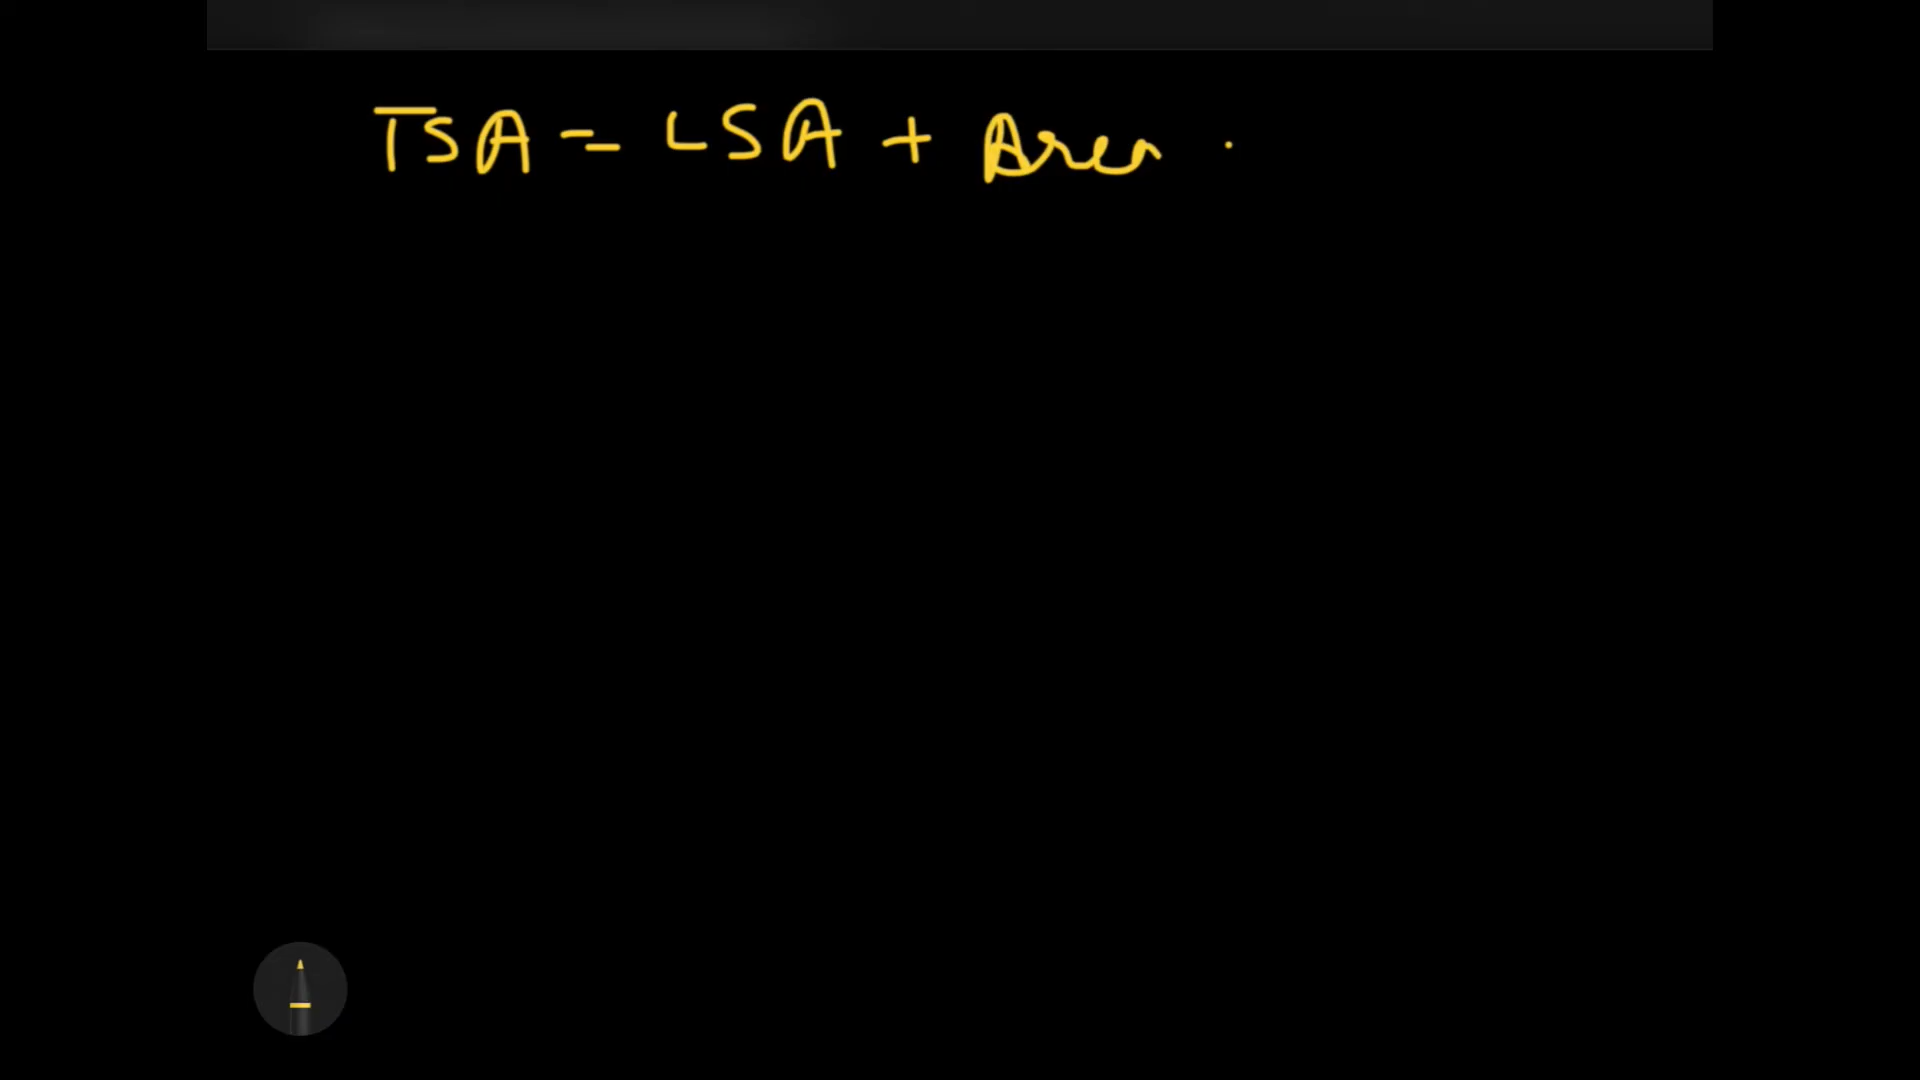 TSA = LSA + Area